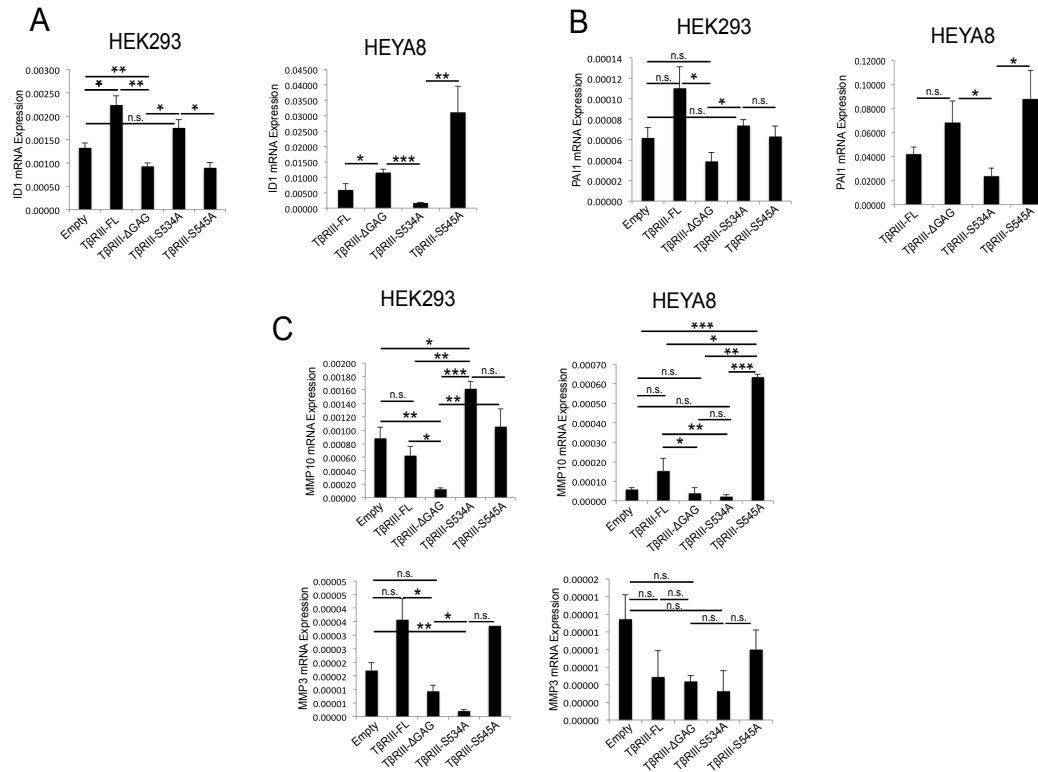 A
HEK293
ID1 mRNA Expression
0.00300
0.00250
0.00200
0.00150
0.00100
0.00050
0.00000
**
*
**
*
*
n.s.
Empty
TβRIII-FL
TβRIII-ΔGAG
TβRIII-S534A
TβRIII-S545A
HEYA8
ID1 mRNA Expression
0.04500
0.04000
0.03500
0.03000
0.02500
0.02000
0.01500
0.01000
0.00500
0.00000
**
*
***
TβRIII-FL
TβRIII-ΔGAG
TβRIII-S534A
TβRIII-S545A
B
HEK293
PAI1 mRNA Expression
0.00014
0.00012
0.00010
0.00008
0.00006
0.00004
0.00002
0.00000
n.s.
n.s.
*
*
n.s.
n.s.
Empty
TβRIII-FL
TβRIII-ΔGAG
TβRIII-S534A
TβRIII-S545A
HEYA8
PAI1 mRNA Expression
0.12000
0.10000
0.08000
0.06000
0.04000
0.02000
0.00000
*
n.s.
*
TβRIII-FL
TβRIII-ΔGAG
TβRIII-S534A
TβRIII-S545A
C
HEK293
MMP10 mRNA Expression
0.00200
0.00180
0.00160
0.00140
0.00120
0.00100
0.00080
0.00060
0.00040
0.00020
0.00000
*
**
***
n.s.
n.s.
**
**
*
Empty
TβRIII-FL
TβRIII-ΔGAG
TβRIII-S534A
TβRIII-S545A
HEYA8
MMP10 mRNA Expression
0.00070
0.00060
0.00050
0.00040
0.00030
0.00020
0.00010
0.00000
***
*
**
***
n.s.
n.s.
n.s.
n.s.
**
*
Empty
TβRIII-FL
TβRIII-ΔGAG
TβRIII-S534A
TβRIII-S545A
MMP3 mRNA Expression
0.00005
0.00004
0.00004
0.00003
0.00003
0.00002
0.00002
0.00001
0.00001
0.00000
n.s.
n.s.
*
*
n.s.
**
Empty
TβRIII-FL
TβRIII-ΔGAG
TβRIII-S534A
TβRIII-S545A
MMP3 mRNA Expression
0.00002
0.00001
0.00001
0.00001
0.00001
0.00001
0.00000
0.00000
0.00000
n.s.
n.s.
n.s.
n.s.
n.s.
n.s.
Empty
TβRIII-FL
TβRIII-ΔGAG
TβRIII-S534A
TβRIII-S545A